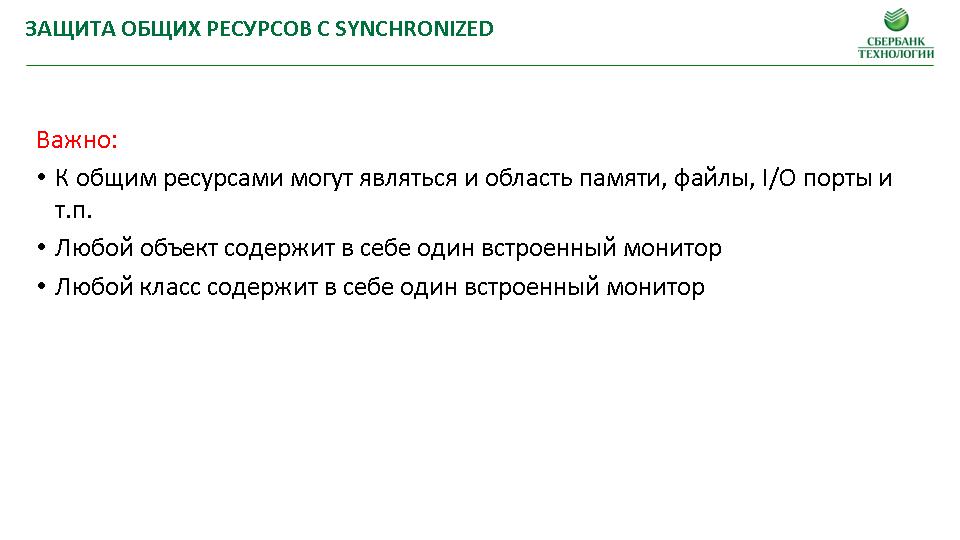 ЗАЩИТА ОБЩИХ РЕСУРСОВ С SYNCHRONIZED
СБЕРБАНК
ТЕХНОЛОГИИ
Важно:
• К общим ресурсами могут являться и область памяти, файлы, I/O порты и
т.п.
• Любой объект содержит в себе один встроенный монитор
• Любой класс содержит в себе один встроенный монитор